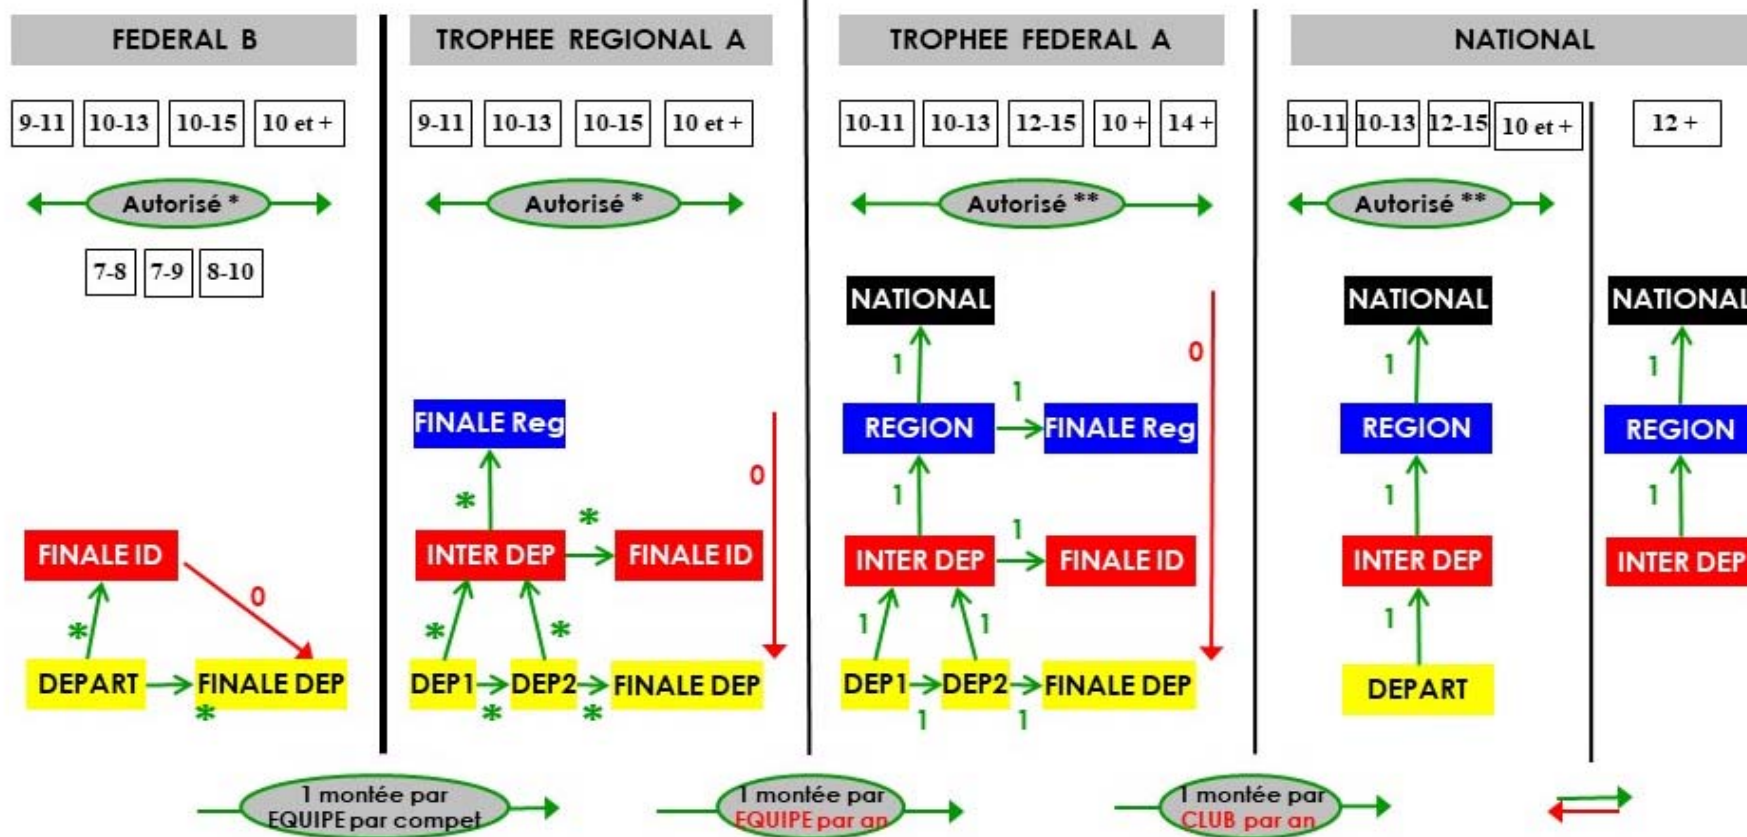 FEDERAL B
TROPHEE REGIONAL A
TROPHEE FEDERAL A
NATIONAL
9-11 10-13 10-15 10 et +
9-11 10-13 10-15 10 et +
10-11 10-13 12-15 10 + 14 +
10-11 10-13 12-15 10 et +
12 +
Autorisé *
Autorisé *
Autorisé **
Autorisé **
7-8 7-9 8-10
FINALE ID
0
*
DEPART FINALE DEP
*
FINALE Reg
0
* *
INTER DEP FINALE ID
* *
DEP1 DEP2 FINALE DEP
* *
NATIONAL
0
1 1
REGION FINALE Reg
1 1
INTER DEP FINALE ID
1 1
DEP1 DEP2 FINALE DEP
1 1
NATIONAL
1
REGION
1
INTER DEP
1
DEPART
NATIONAL
1
REGION
1
INTER DEP
1 montée par
EQUIPE par compet
1 montée par
EQUIPE par an
1 montée par
CLUB par an